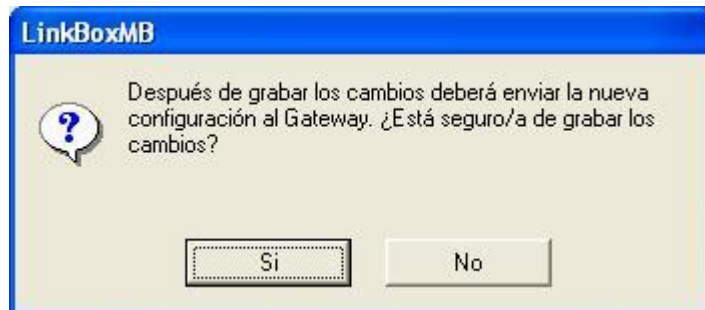 LinkBoxMB
Después de grabar los cambios deberá enviar la nueva
configuración al Gateway. ¿Está seguro/a de grabar los
cambios?
Si
No